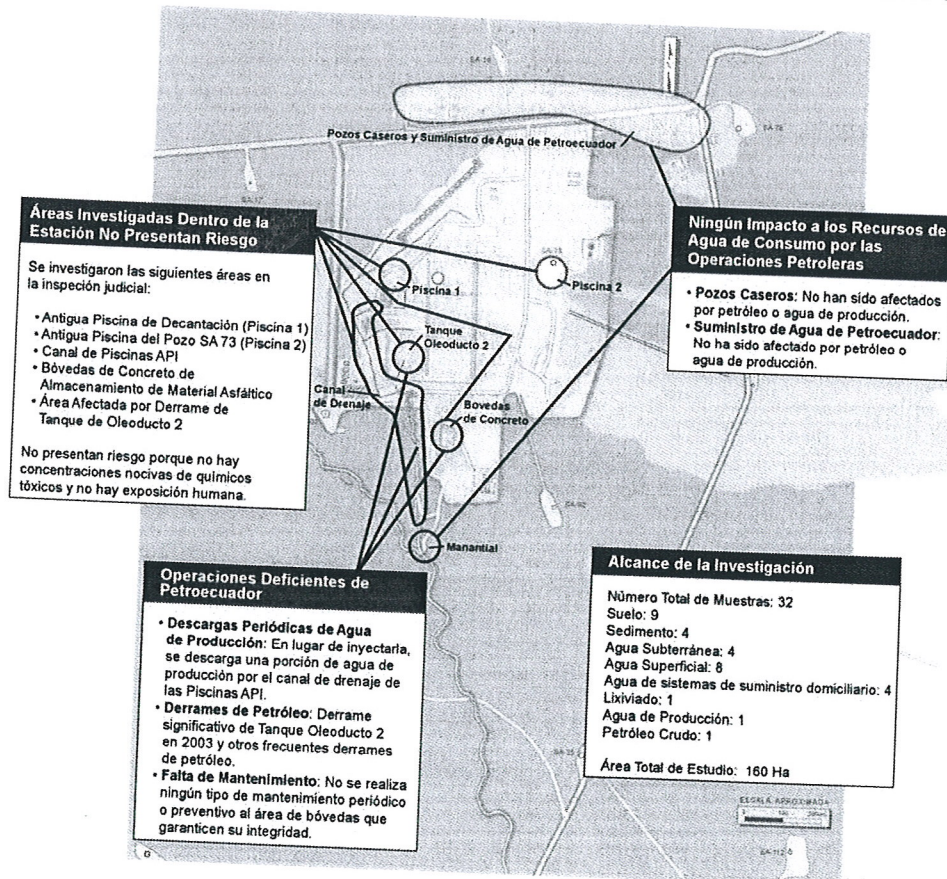 SA-14
Pozos Caseros y Suministro de Agua de Petroecuador
SA-78
SA-17
Áreas Investigadas Dentro de la
Estación No Presentan Riesgo
Se investigaron las siguientes áreas en
la inspeción judicial:
• Antigua Piscina de Decantación (Piscina 1)
• Antigua Piscina del Pozo SA 73 (Piscina 2)
• Canal de Piscinas API
• Bóvedas de Concreto de
Almacenamiento de Material Asfáltico
• Área Afectada por Derrame de
Tanque de Oleoducto 2
No presentan riesgo porque no hay
concentraciones nocivas de químicos
tóxicos y no hay exposición humana.
Piscina 1
Piscina 2
Tanque
Oleoducto 2
Canal
de Drenaje
Bovedas
de Concreto
Manantial
Ningún Impacto a los Recursos de
Agua de Consumo por las
Operaciones Petroleras
• Pozos Caseros: No han sido afectados
por petróleo o agua de producción.
• Suministro de Agua de Petroecuador:
No ha sido afectado por petróleo o
agua de producción.
Operaciones Deficientes de
Petroecuador
• Descargas Periódicas de Agua
de Producción: En lugar de inyectarla,
se descarga una porción de agua de
producción por el canal de drenaje de
las Piscinas API.
• Derrames de Petróleo: Derrame
significativo de Tanque Oleoducto 2
en 2003 y otros frecuentes derrames
de petróleo.
• Falta de Mantenimiento: No se realiza
ningún tipo de mantenimiento periódico
o preventivo al área de bóvedas que
garanticen su integridad.
Alcance de la Investigación
Número Total de Muestras: 32
Suelo: 9
Sedimento: 4
Agua Subterránea: 4
Agua Superficial: 8
Agua de sistemas de suministro domiciliario: 4
Lixiviado: 1
Agua de Producción: 1
Petróleo Crudo: 1
Área Total de Estudio: 160 Ha
ESCALA APROXIMADA
G